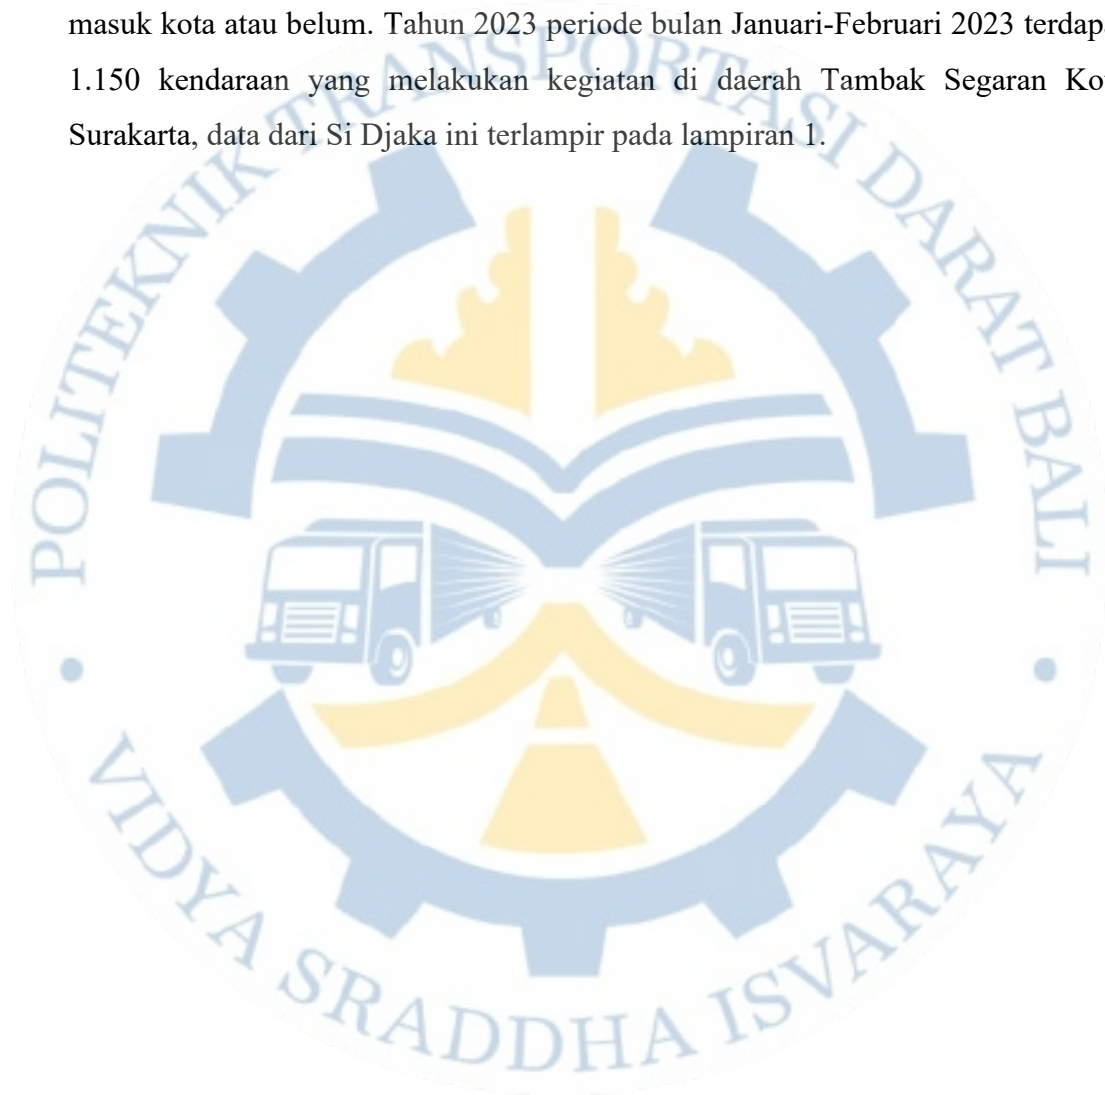 masuk kota atau belum. Tahun 2023 periode bulan Januari-Februari 2023 terdap
1.150 kendaraan yang melakukan kegiatan di daerah Tambak Segaran Ko
Surakarta, data dari Si Djaka ini terlampir pada lampiran 1.
POLITEKNIK TRANSPORTASI DARAT BALI
• VIDYA SRADDHA ISVARAYA •